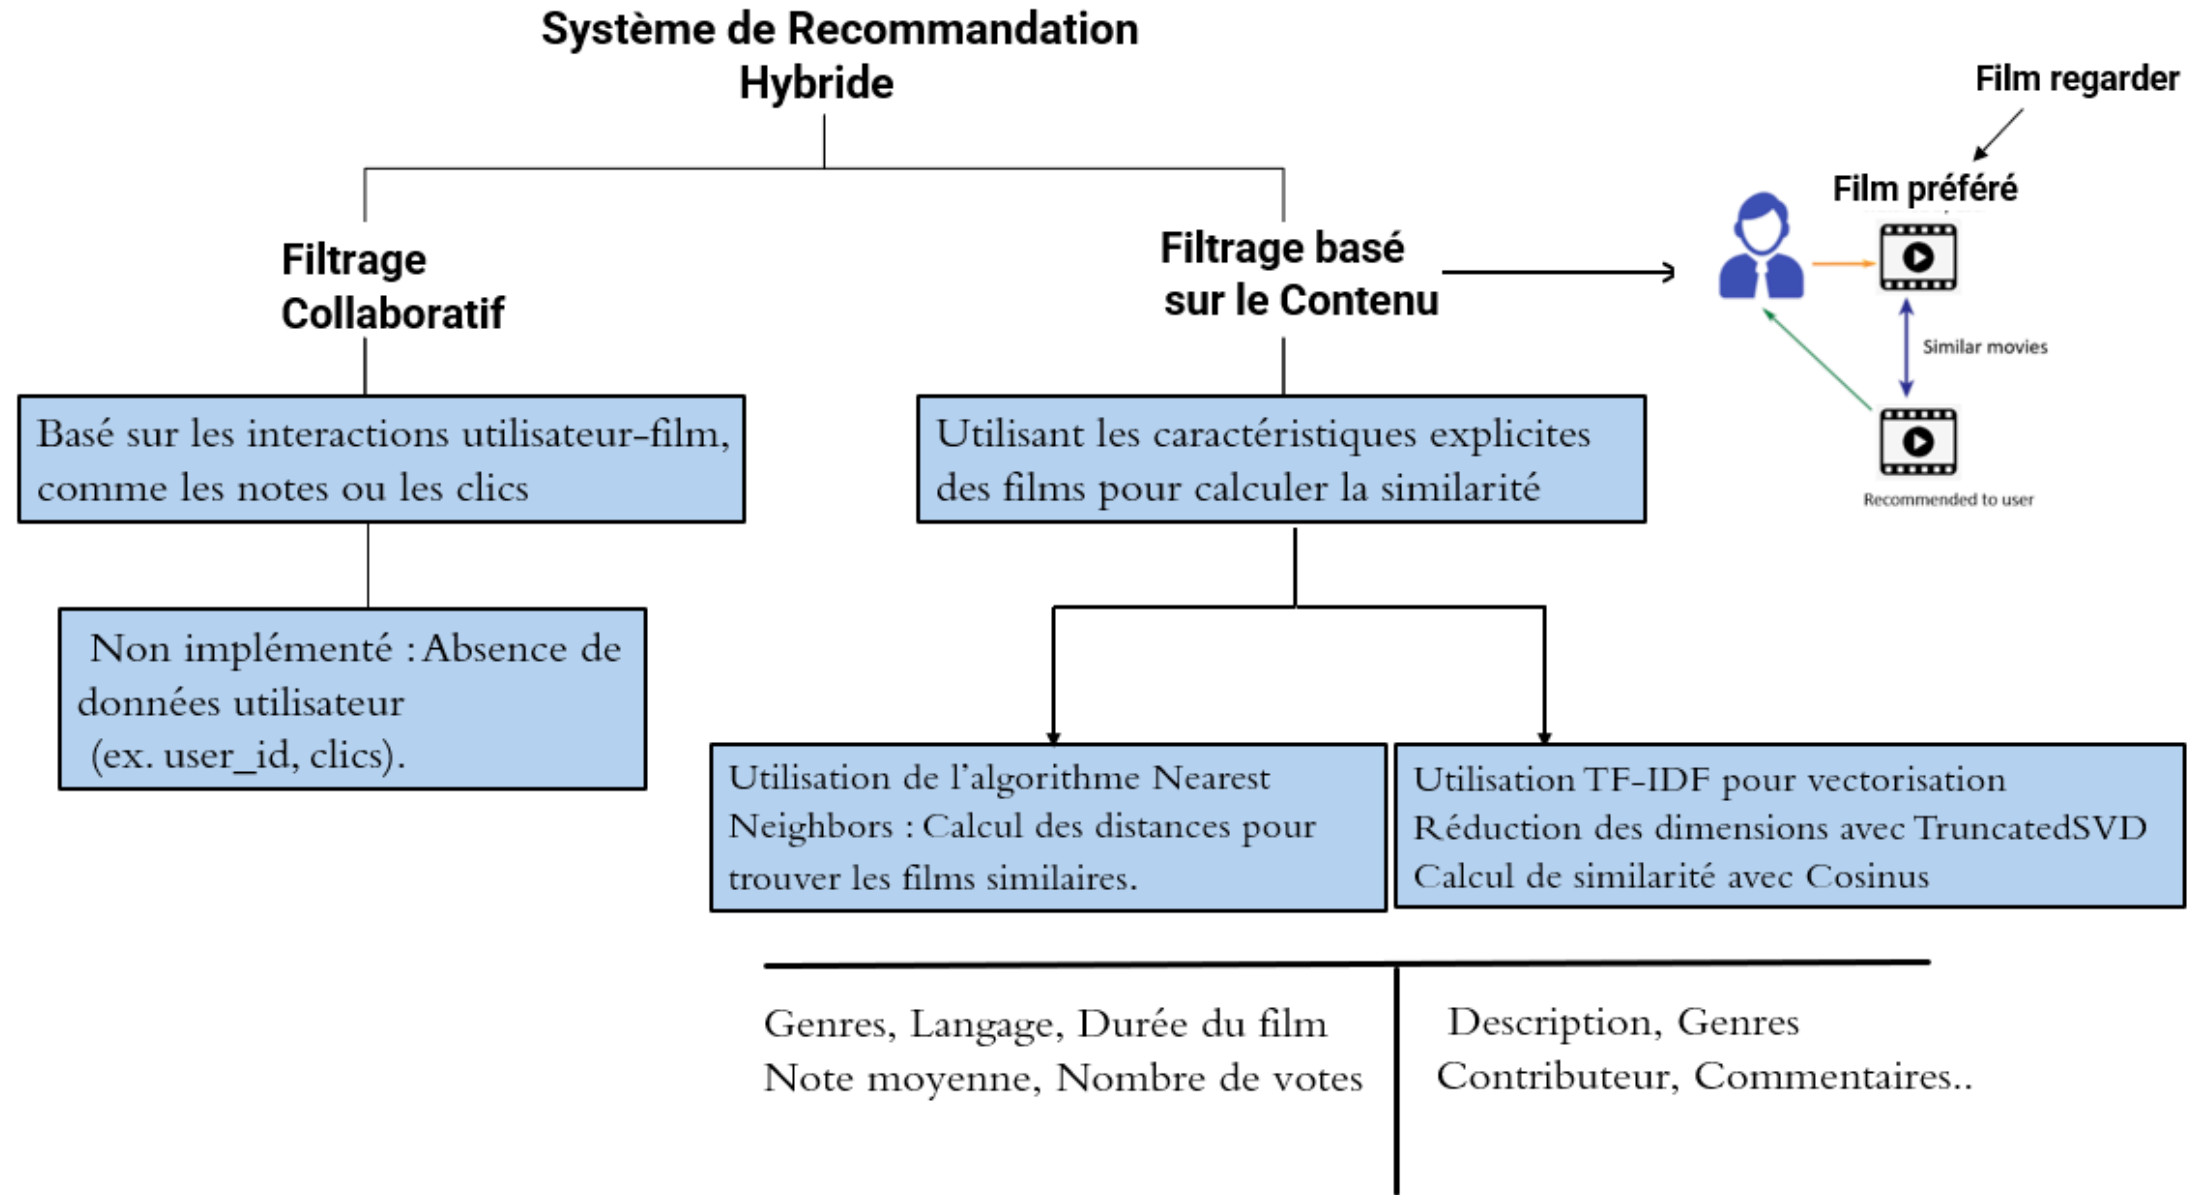 Système de Recommandation
Hybride
Film regarder
Film préféré
Filtrage
Collaboratif
Filtrage basé
sur le Contenu
Similar movies
Recommended to user
Basé sur les interactions utilisateur-film,
comme les notes ou les clics
Utilisant les caractéristiques explicites
des films pour calculer la similarité
Non implémenté : Absence de
données utilisateur
(ex. user_id, clics).
Utilisation de l'algorithme Nearest
Neighbors : Calcul des distances pour
trouver les films similaires.
Utilisation TF-IDF pour vectorisation
Réduction des dimensions avec TruncatedSVD
Calcul de similarité avec Cosinus
Genres, Langage, Durée du film
Note moyenne, Nombre de votes
Description, Genres
Contributeur, Commentaires..